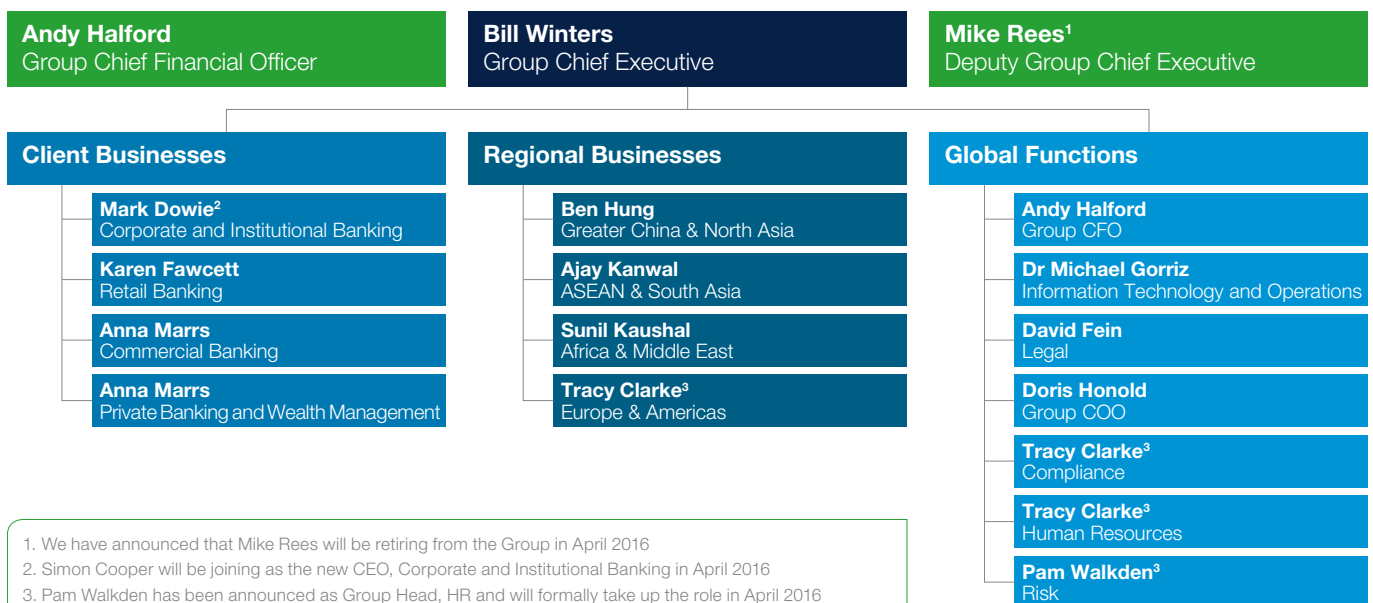 Andy Halford
Group Chief Financial Officer
Bill Winters
Group Chief Executive
Mike Rees¹
Deputy Group Chief Executive
Client Businesses
Mark Dowie²
Corporate and Institutional Banking
Karen Fawcett
Retail Banking
Anna Marrs
Commercial Banking
Anna Marrs
Private Banking and Wealth Management
Regional Businesses
Ben Hung
Greater China & North Asia
Ajay Kanwal
ASEAN & South Asia
Sunil Kaushal
Africa & Middle East
Tracy Clarke³
Europe & Americas
Global Functions
Andy Halford
Group CFO
Dr Michael Gorriz
Information Technology and Operations
David Fein
Legal
Doris Honold
Group COO
Tracy Clarke³
Compliance
Tracy Clarke³
Human Resources
Pam Walkden³
Risk
1. We have announced that Mike Rees will be retiring from the Group in April 2016
2. Simon Cooper will be joining as the new CEO, Corporate and Institutional Banking in April 2016
3. Pam Walkden has been announced as Group Head, HR and will formally take up the role in April 2016